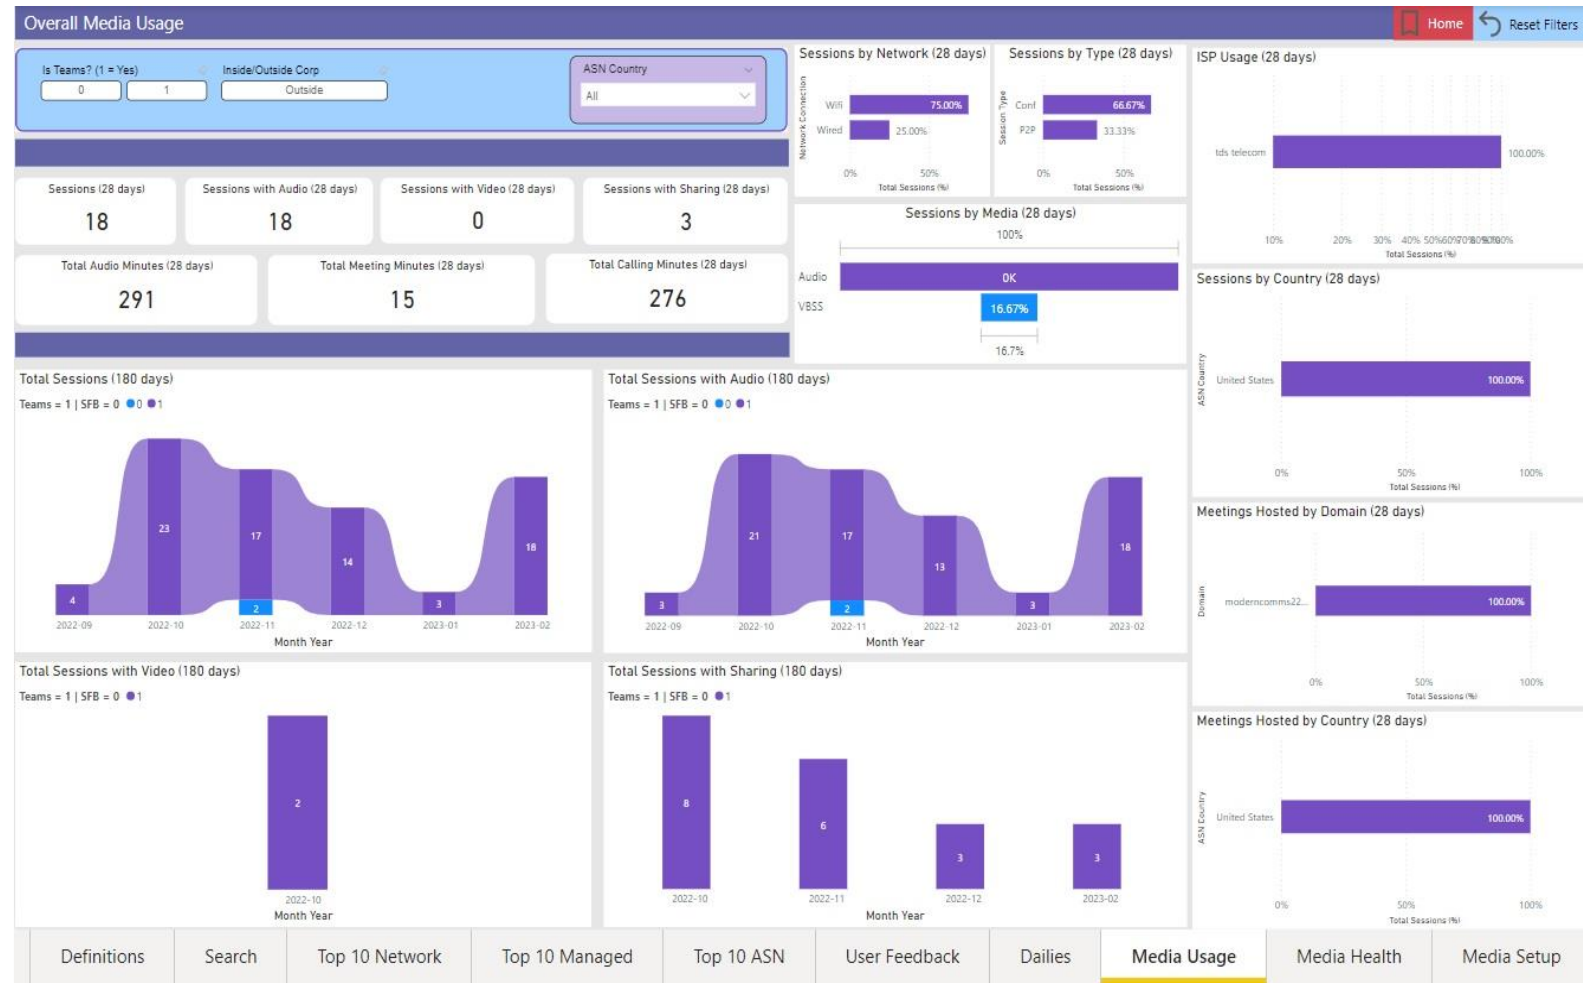 Overall Media Usage
Home
Reset Filters
Is Teams? (1 = Yes)
0
1
Inside/Outside Corp
Outside
ASN Country
All
Sessions (28 days)
18
Sessions with Audio (28 days)
18
Sessions with Video (28 days)
0
Sessions with Sharing (28 days)
3
Total Audio Minutes (28 days)
291
Total Meeting Minutes (28 days)
15
Total Calling Minutes (28 days)
276
Sessions by Network (28 days)
Network Connection
Wifi
75.00%
Wired
25.00%
0%
50%
Total Sessions (%)
Sessions by Type (28 days)
Session Type
Conf
66.67%
P2P
33.33%
0%
50%
Total Sessions (%)
Sessions by Media (28 days)
100%
Audio
0K
VBSS
16.67%
16.7%
ISP Usage (28 days)
tds telecom
100.00%
10%
20%
30%
40%
50%
Total Sessions (%)
Sessions by Country (28 days)
ASN Country
United States
100.00%
0%
50%
100%
Total Sessions (%)
Meetings Hosted by Domain (28 days)
Domain
moderncomms22...
100.00%
0%
50%
100%
Total Sessions (%)
Meetings Hosted by Country (28 days)
ASN Country
United States
100.00%
0%
50%
100%
Total Sessions (%)
Total Sessions (180 days)
Teams = 1 | SFB = 0 0 1
4
23
17
2
14
3
18
2022-09
2022-10
2022-11
2022-12
2023-01
2023-02
Month Year
Total Sessions with Audio (180 days)
Teams = 1 | SFB = 0 0 1
3
21
17
2
13
3
18
2022-09
2022-10
2022-11
2022-12
2023-01
2023-02
Month Year
Total Sessions with Video (180 days)
Teams = 1 | SFB = 0 1
2
2022-10
Month Year
Total Sessions with Sharing (180 days)
Teams = 1 | SFB = 0 1
8
6
3
3
2022-10
2022-11
2022-12
2023-02
Month Year
Definitions
Search
Top 10 Network
Top 10 Managed
Top 10 ASN
User Feedback
Dailies
Media Usage
Media Health
Media Setup